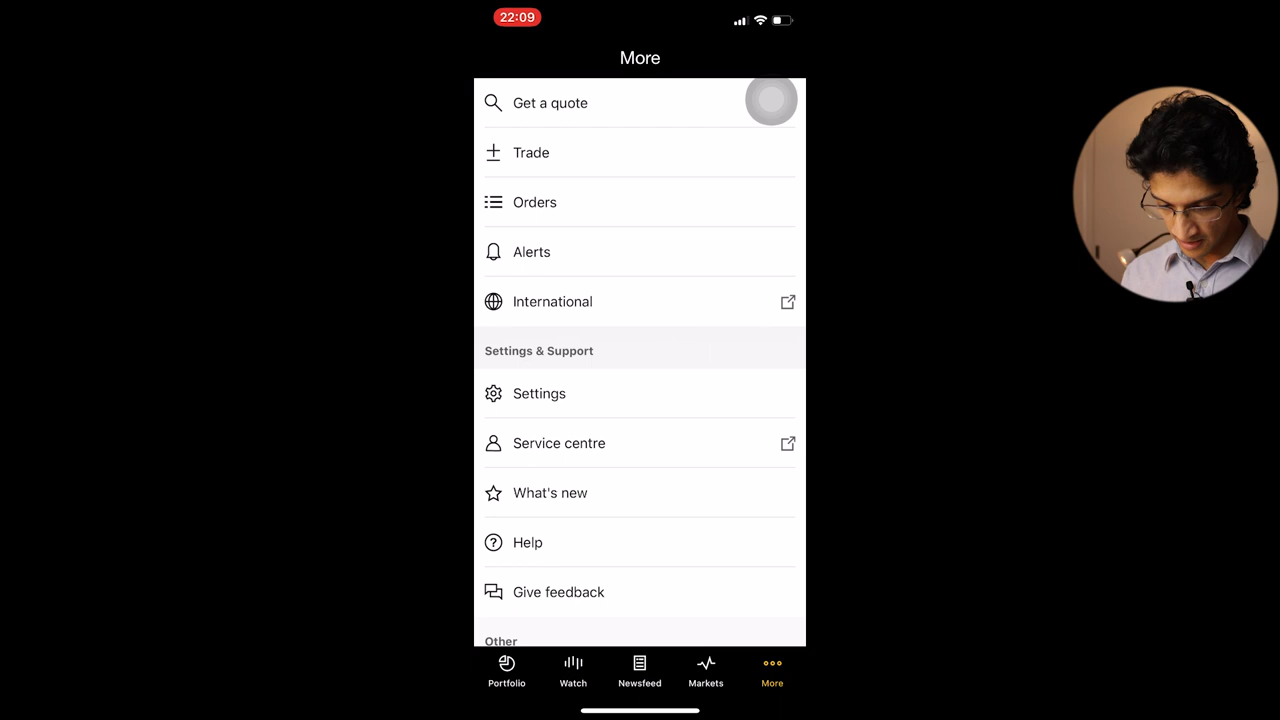 22:09
More
Get a quote
Trade
Orders
Alerts
International
Settings & Support
Settings
Service centre
What's new
Help
Give feedback
Other
Portfolio
Watch
Newsfeed
Markets
More